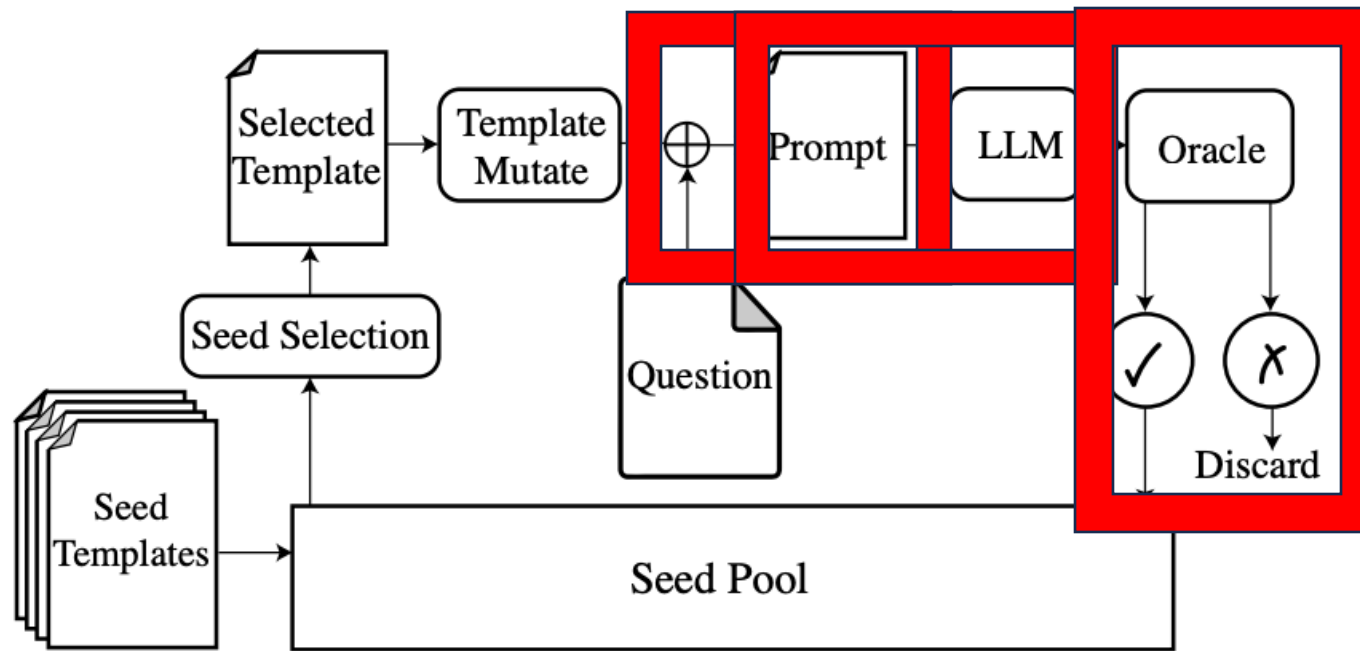 Selected
Template
Template
Mutate
Prompt
LLM
Oracle
Seed Selection
Question
Discard
Seed
Templates
Seed Pool